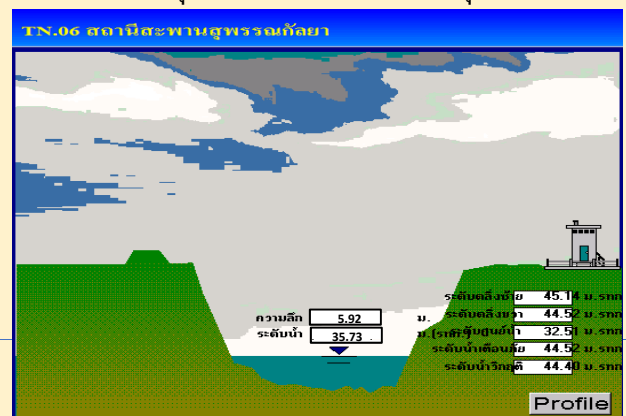 TN.06 สถานีสะพานสุพรรณกัลยา
ระดับตลิ่งซ้าย 45.14 ม.รทก
ความลึก 5.92 ม.
ระดับตลิ่งขวา 44.52 ม.รทก
ระดับน้ำ 35.73 ม.(รทก.)
ระดับศูนย์น้ำ 32.51 ม.รทก
ระดับน้ำเตือนภัย 44.52 ม.รทก
ระดับน้ำวิกฤติ 44.40 ม.รทก
Profile